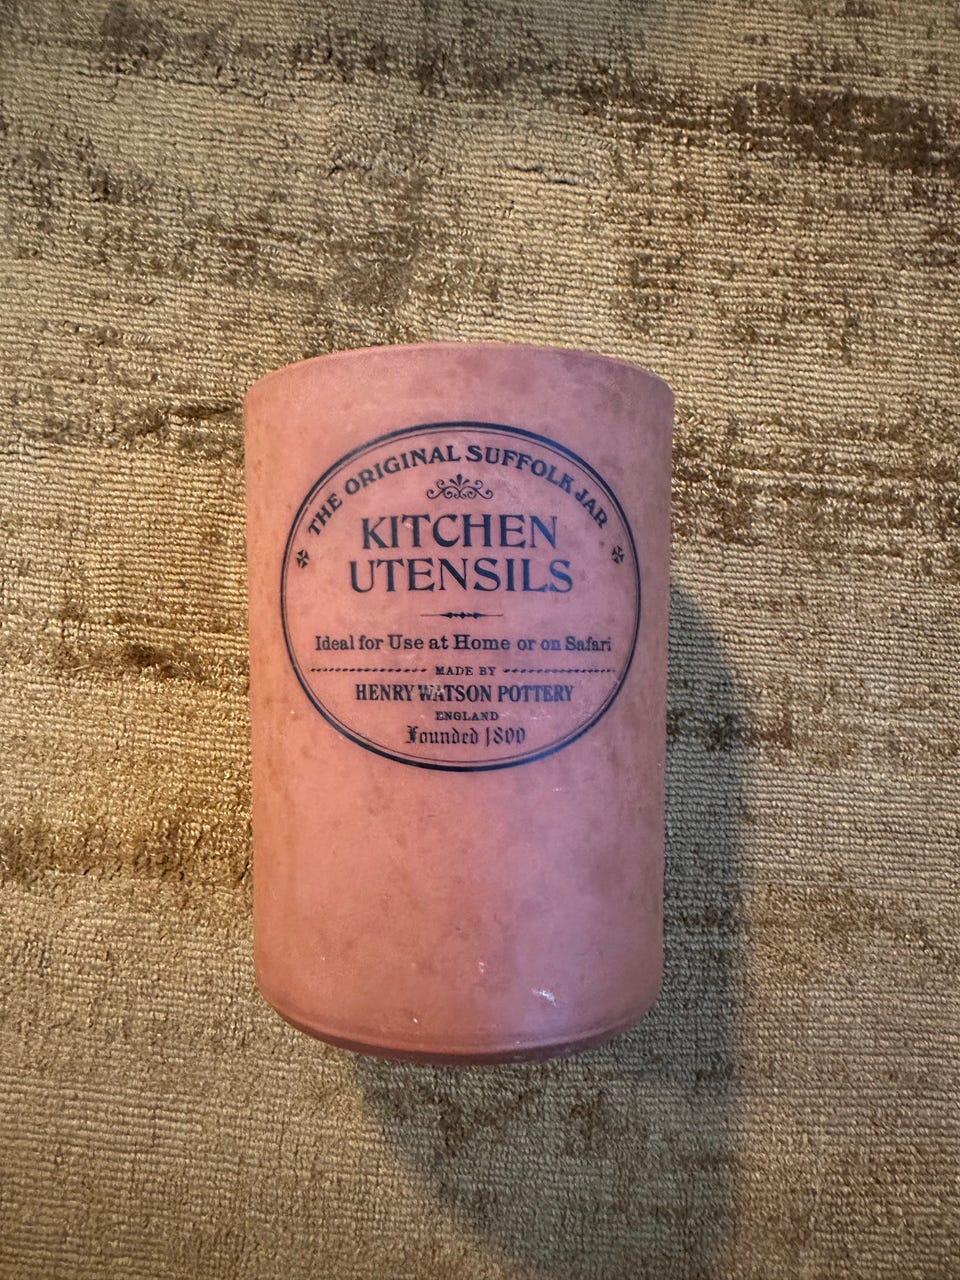 THE ORIGINAL SUFFOLK JAR
KITCHEN
UTENSILS
Ideal for Use at Home or on Safari
MADE BY
HENRY WATSON POTTERY
ENGLAND
Founded 1800